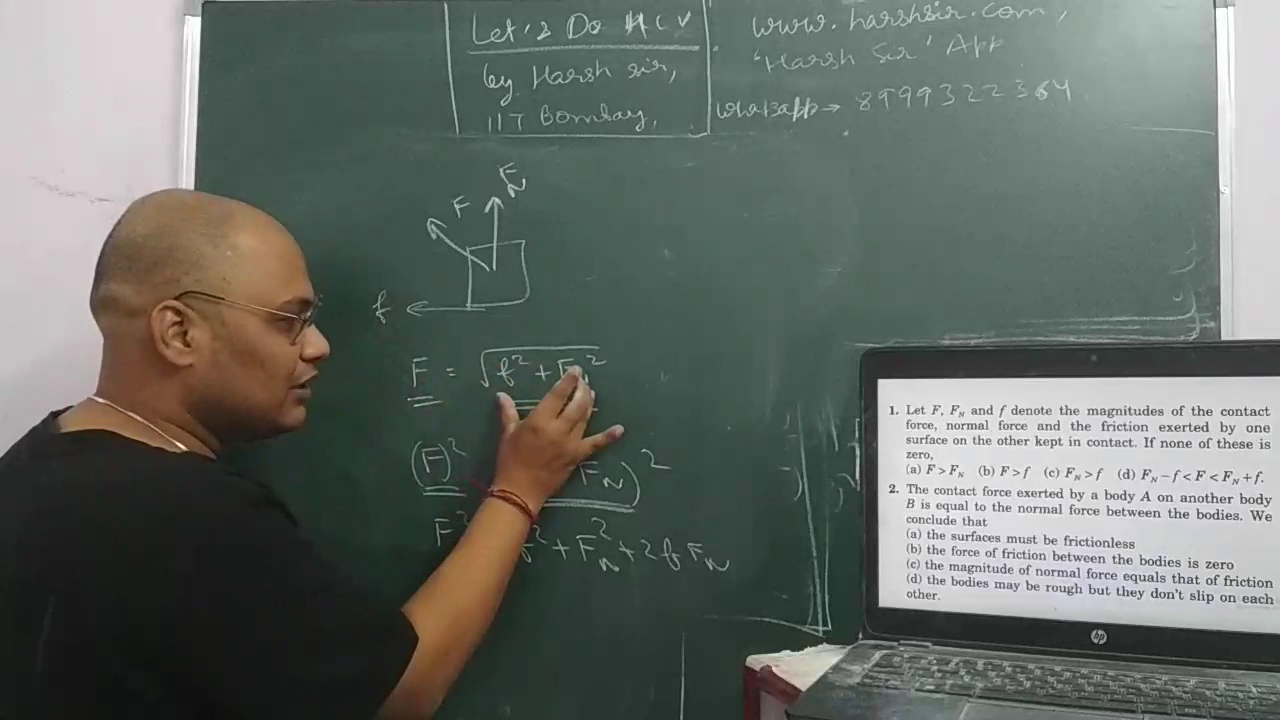 Let's Do HCV
by Harsh sir,
IIT Bombay,
www.harshsir.com,
'Harsh Sir' App
Whatsapp → 8999322364
F_N
F
f
F = √f² + F_N²
(F)² F_N)²
F² f² + F_N² + 2fF_N
1. Let F, F_N and f denote the magnitudes of the contact
force, normal force and the friction exerted by one
surface on the other kept in contact. If none of these is
zero,
(a) F > F_N (b) F > f (c) F_N > f (d) F_N – f < F < F_N + f.
2. The contact force exerted by a body A on another body
B is equal to the normal force between the bodies. We
conclude that
(a) the surfaces must be frictionless
(b) the force of friction between the bodies is zero
(c) the magnitude of normal force equals that of friction
(d) the bodies may be rough but they don't slip on each
other.
hp